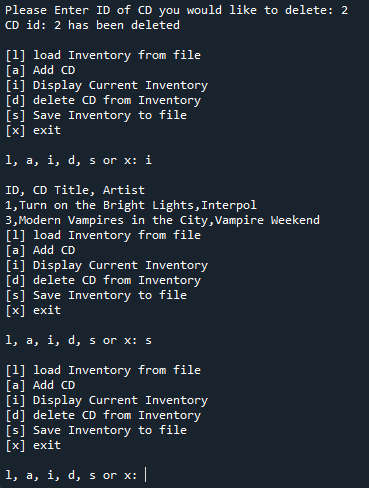 Please Enter ID of CD you would like to delete: 2
CD id: 2 has been deleted
[l] load Inventory from file
[a] Add CD
[i] Display Current Inventory
[d] delete CD from Inventory
[s] Save Inventory to file
[x] exit
l, a, i, d, s or x: i
ID, CD Title, Artist
1,Turn on the Bright Lights,Interpol
3,Modern Vampires in the City,Vampire Weekend
[l] load Inventory from file
[a] Add CD
[i] Display Current Inventory
[d] delete CD from Inventory
[s] Save Inventory to file
[x] exit
l, a, i, d, s or x: s
[l] load Inventory from file
[a] Add CD
[i] Display Current Inventory
[d] delete CD from Inventory
[s] Save Inventory to file
[x] exit
l, a, i, d, s or x: